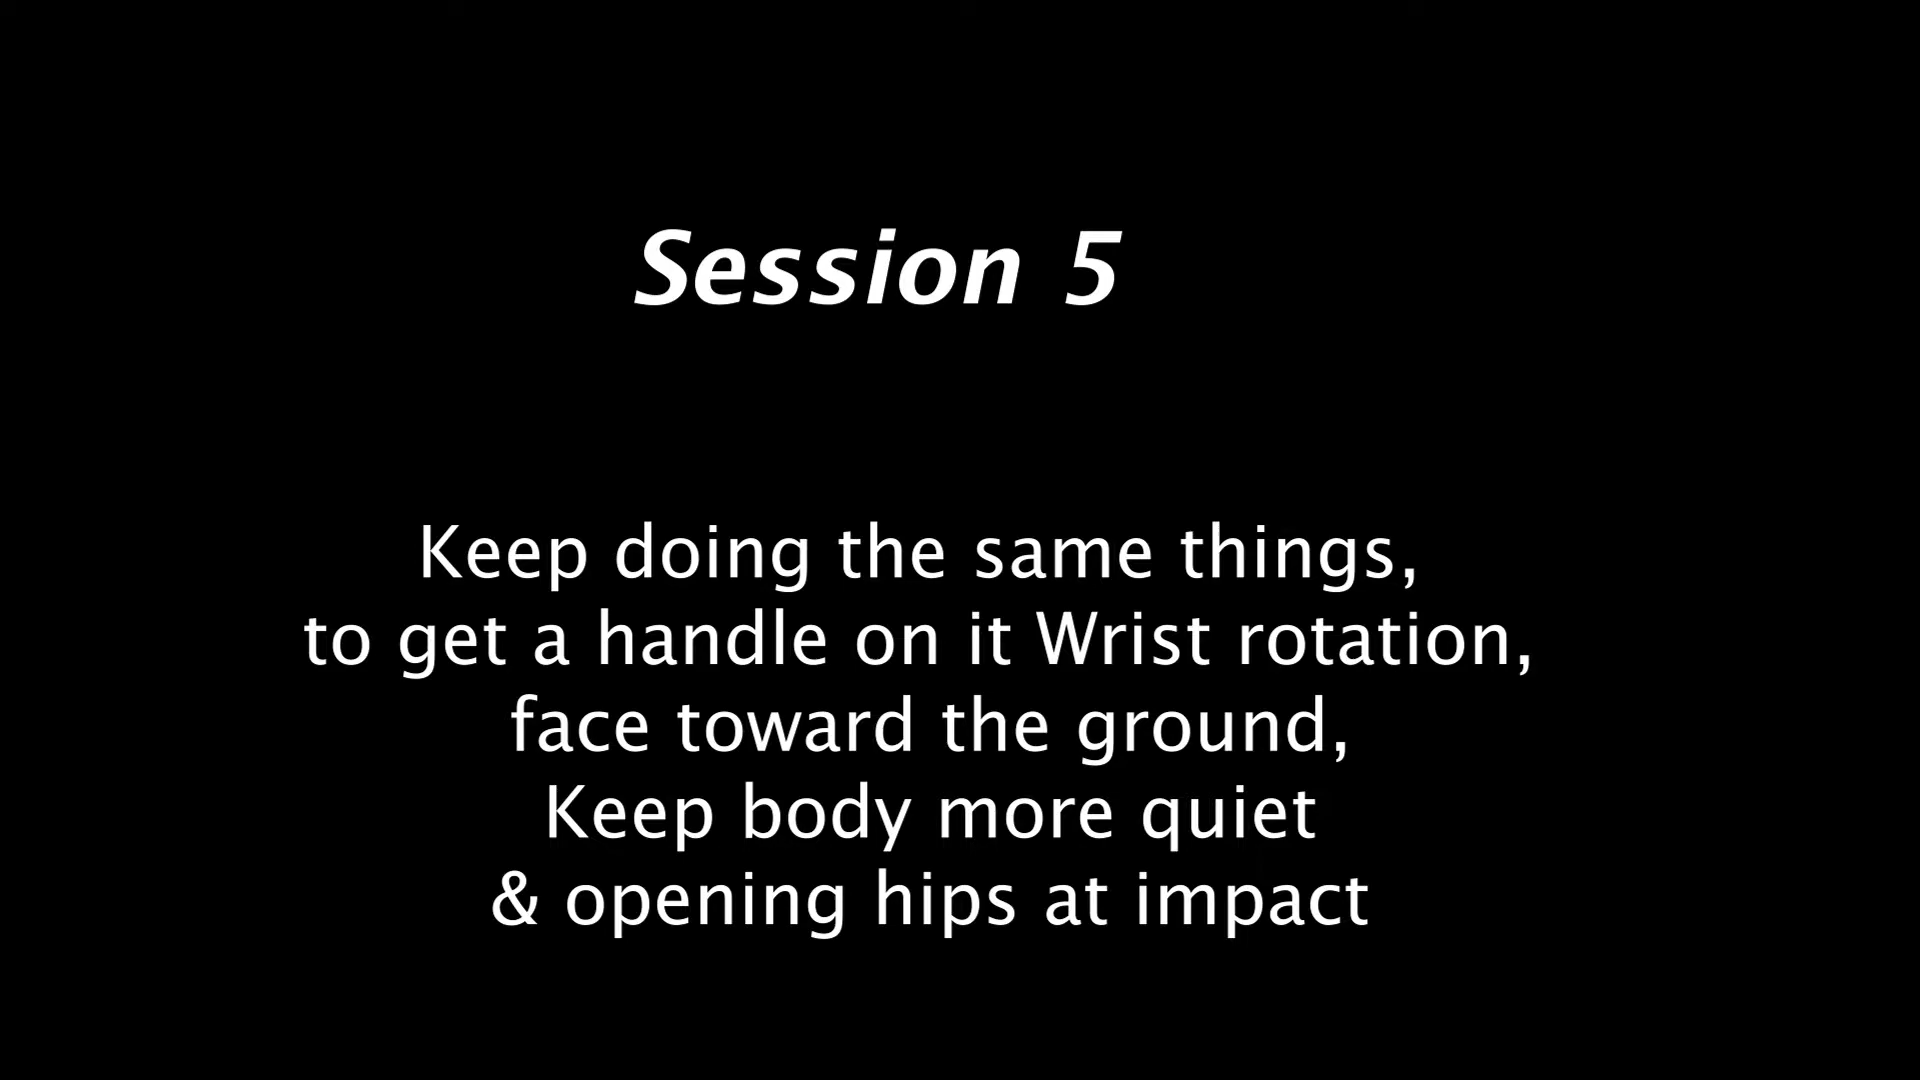 Session 5
Keep doing the same things,
to get a handle on it Wrist rotation,
face toward the ground,
Keep body more quiet
& opening hips at impact